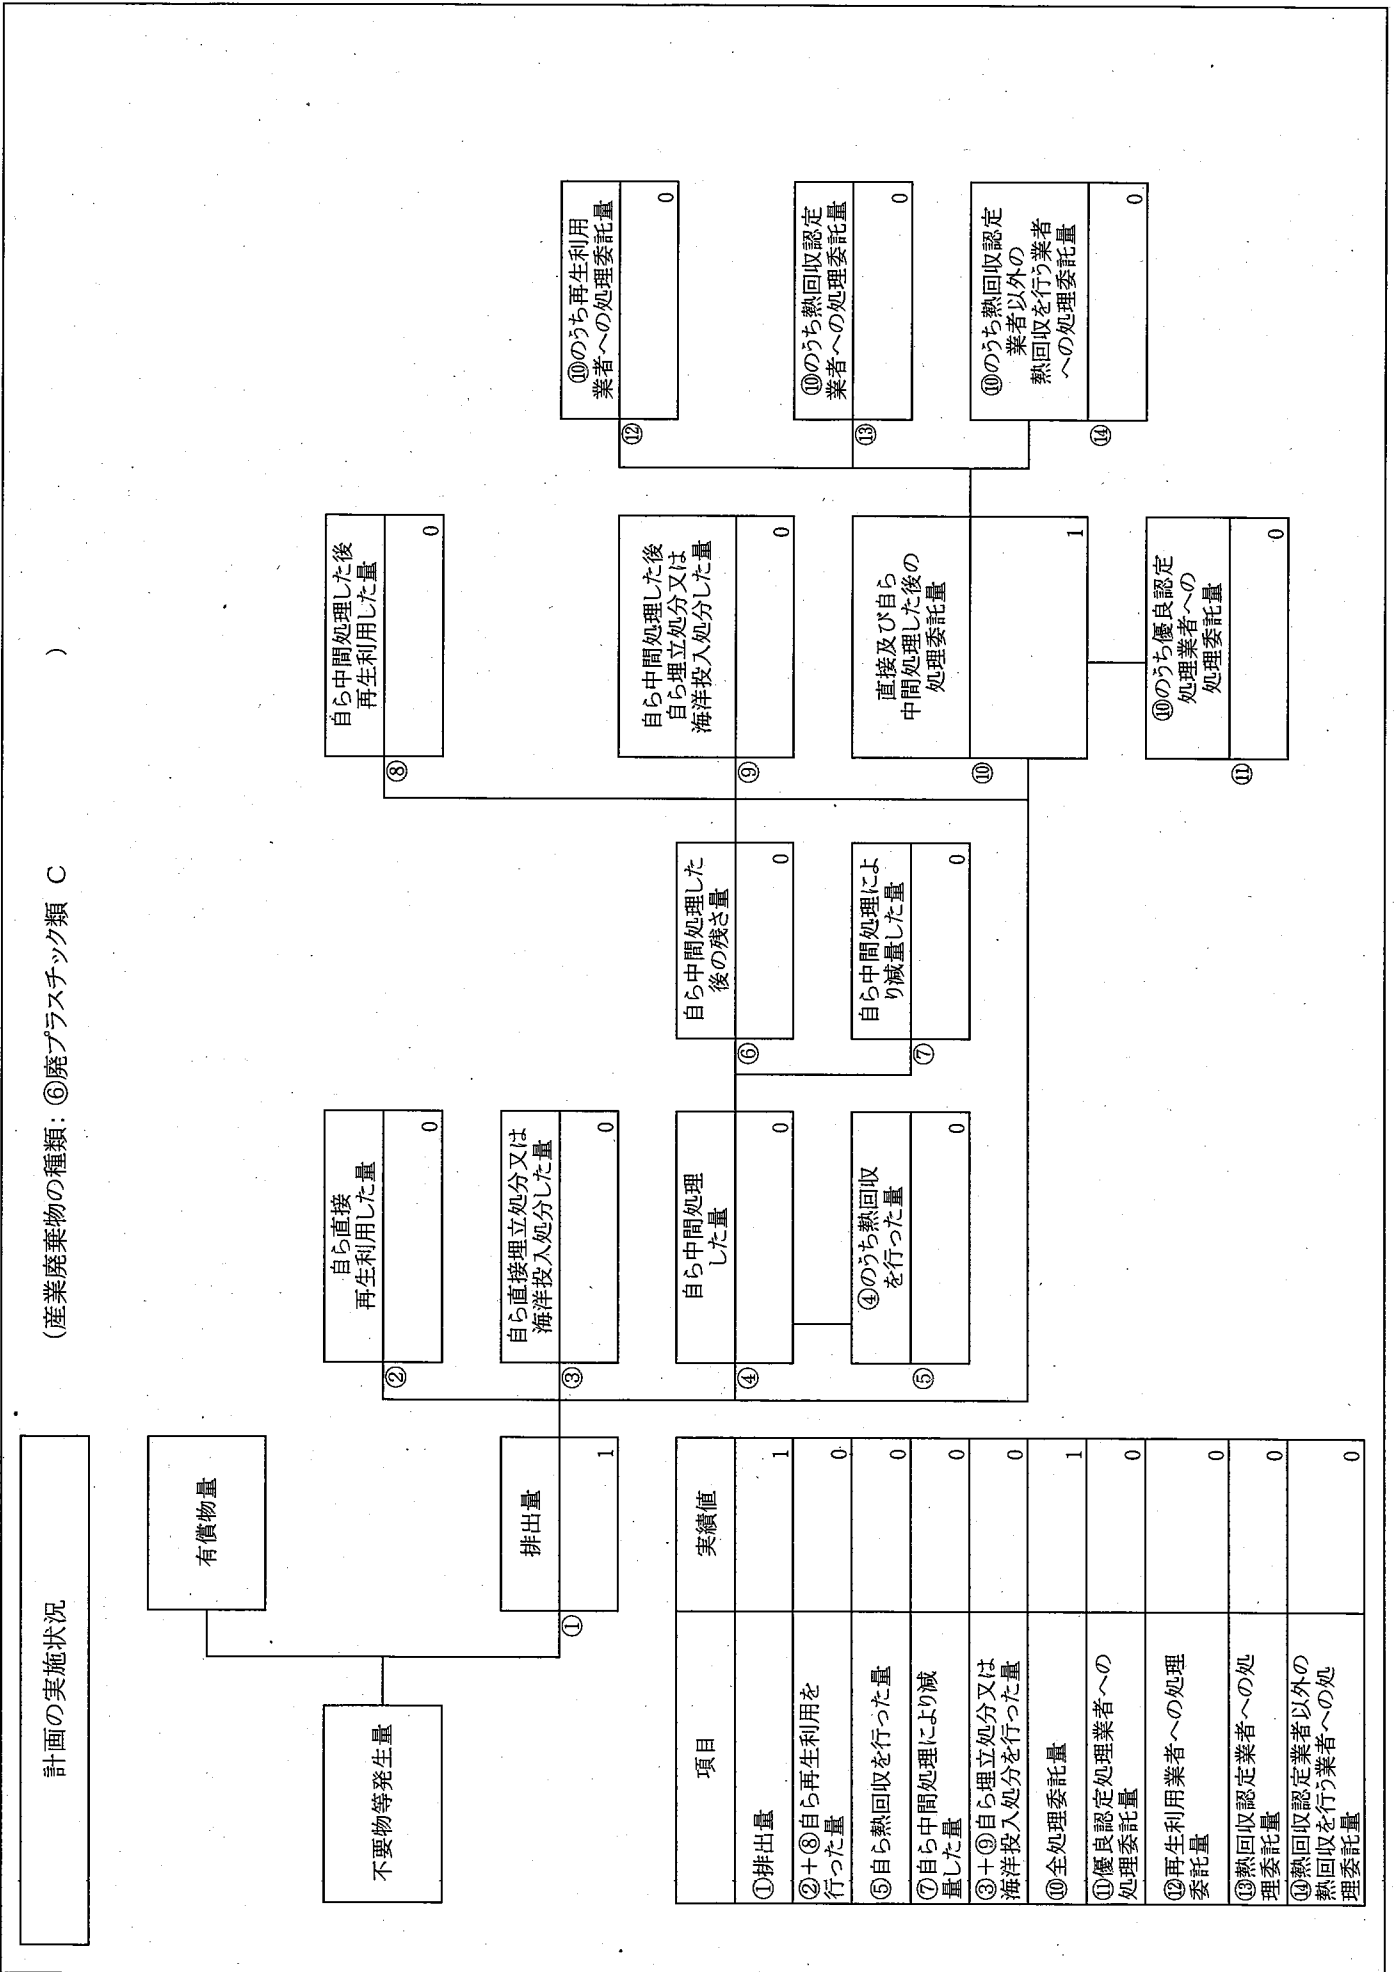 計画の実施状況
(産業廃棄物の種類：⑥廃プラスチック類 C )
不要物等発生量
有償物量
①
排出量
1
②
自ら直接
再生利用した量
0
③
自ら直接埋立処分又は
海洋投入処分した量
0
④
自ら中間処理
した量
0
⑤
④のうち熱回収
を行った量
0
⑥
自ら中間処理した
後の残さ量
0
⑦
自ら中間処理によ
り減量した量
0
⑧
自ら中間処理した後
再生利用した量
0
⑨
自ら中間処理した後
自ら埋立処分又は
海洋投入処分した量
0
⑩
直接及び自ら
中間処理した後の
処理委託量
1
⑪
⑩のうち優良認定
処理業者への
処理委託量
0
⑫
⑩のうち再生利用
業者への処理委託量
0
⑬
⑩のうち熱回収認定
業者への処理委託量
0
⑭
⑩のうち熱回収認定
業者以外の
熱回収を行う業者
への処理委託量
0
項目 実績値
①排出量 1
②＋⑧自ら再生利用を
行った量 0
⑤自ら熱回収を行った量 0
⑦自ら中間処理により減
量した量 0
③＋⑨自ら埋立処分又は
海洋投入処分を行った量 0
⑩全処理委託量 1
⑪優良認定処理業者への
処理委託量 0
⑫再生利用業者への処理
委託量 0
⑬熱回収認定業者への処
理委託量 0
⑭熱回収認定業者以外の
熱回収を行う業者への処
理委託量 0